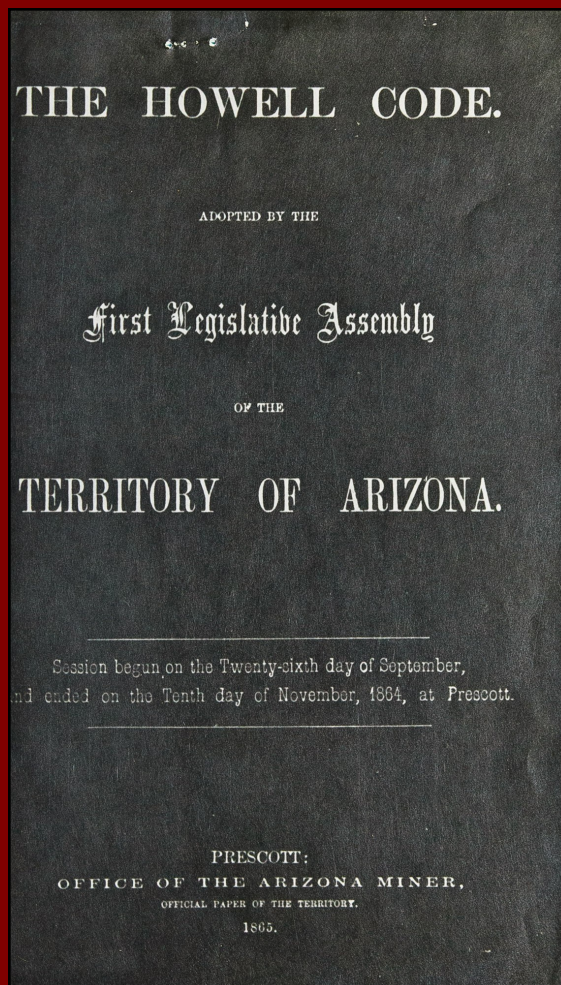 THE HOWELL CODE.
ADOPTED BY THE
First Legislative Assembly
OF THE
TERRITORY OF ARIZONA.
Session begun on the Twenty-sixth day of September,
nd ended on the Tenth day of November, 1864, at Prescott.
PRESCOTT:
OFFICE OF THE ARIZONA MINER,
OFFICIAL PAPER OF THE TERRITORY.
1865.